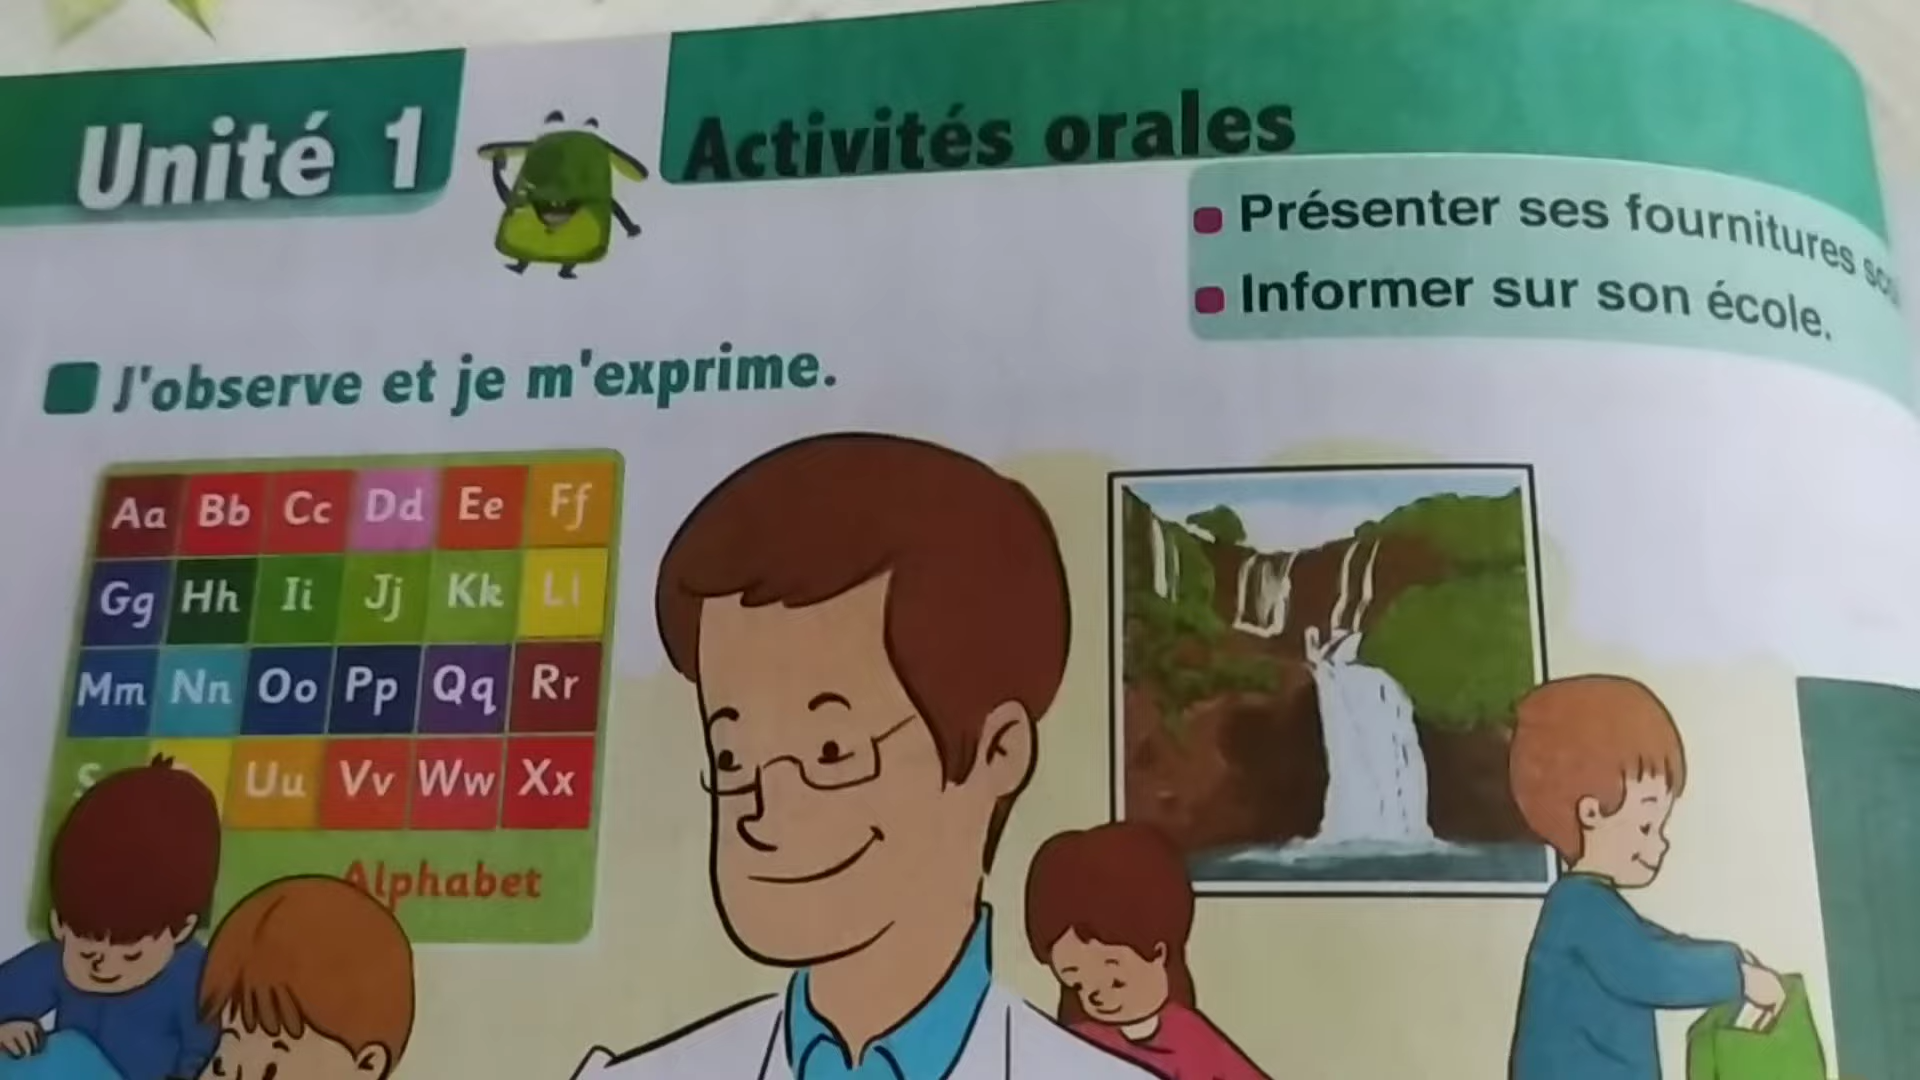 Unité 1
Activités orales
Présenter ses fournitures
Informer sur son école.
J'observe et je m'exprime.
Aa Bb Cc Dd Ee Ff
Gg Hh Ii Jj Kk Ll
Mm Nn Oo Pp Qq Rr
Uu Vv Ww Xx
Alphabet